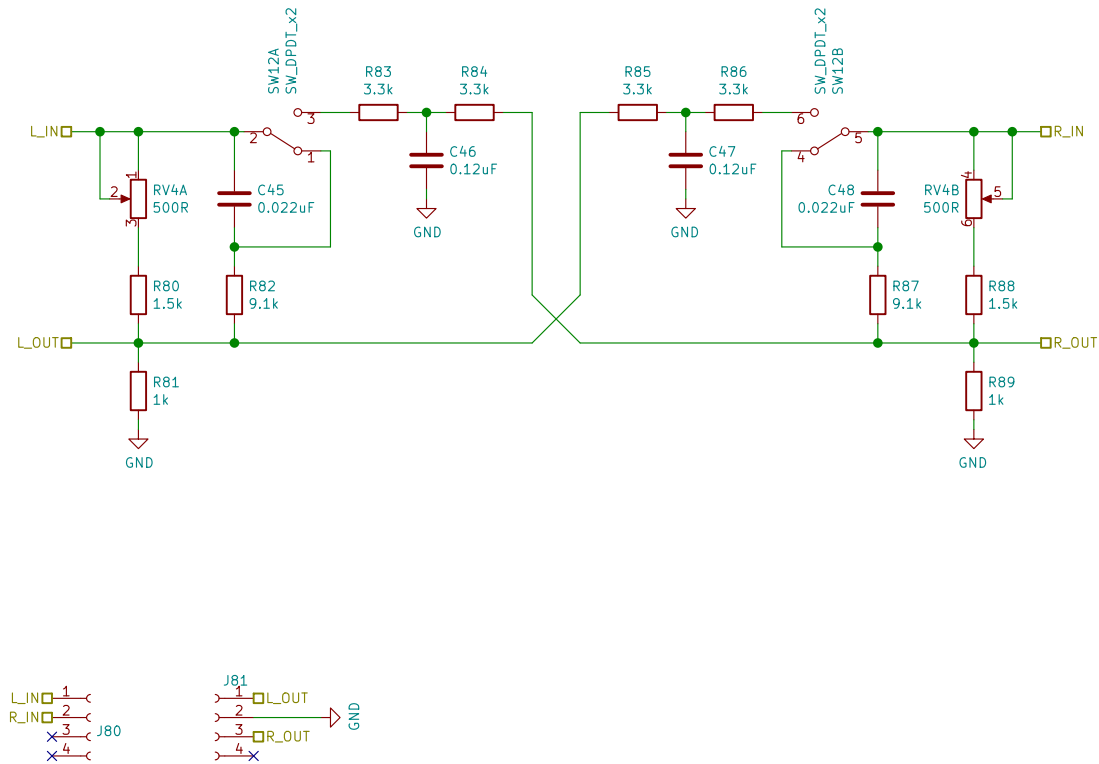 SW12A
SW_DPDT_x2
SW_DPDT_x2
SW12B
R83
3.3k
R84
3.3k
R85
3.3k
R86
3.3k
3
6
L_IN
2
1
5
4
R_IN
C46
0.12uF
C47
0.12uF
1
2
3
RV4A
500R
C45
0.022uF
C48
0.022uF
RV4B
500R
4
5
6
GND
GND
R80
1.5k
R82
9.1k
R87
9.1k
R88
1.5k
L_OUT
R_OUT
R81
1k
R89
1k
GND
GND
J81
L_IN
1
1
L_OUT
R_IN
2
2
GND
3
J80
3
R_OUT
4
4